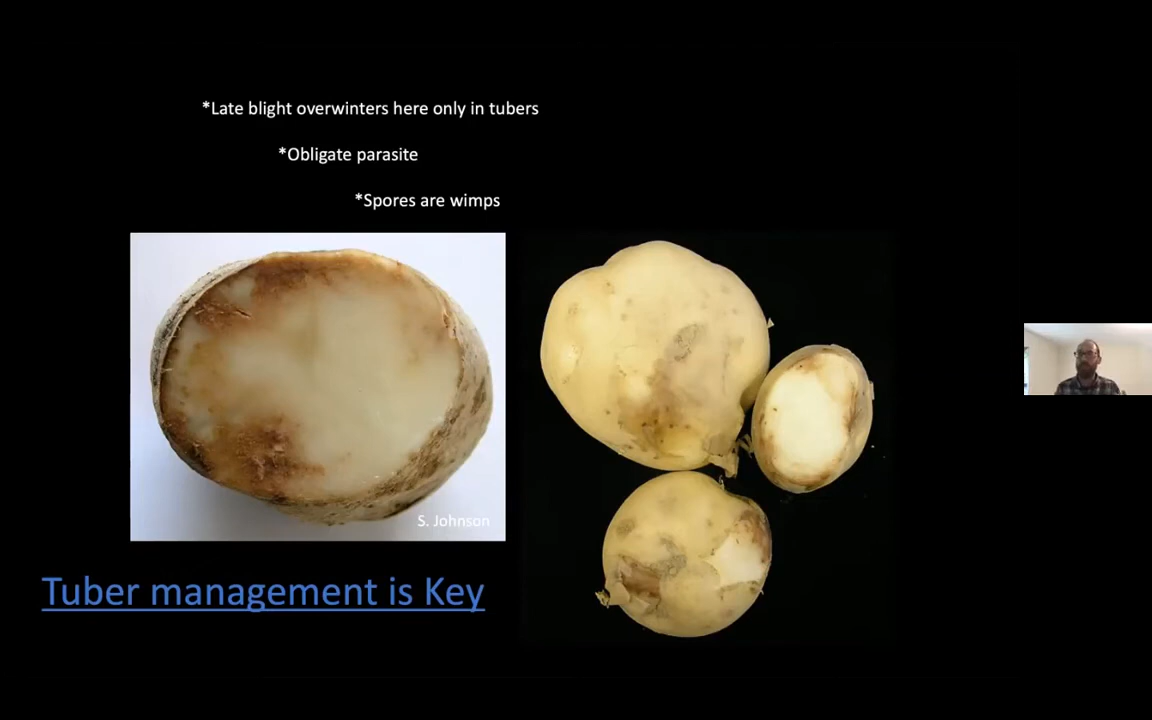 *Late blight overwinters here only in tubers
*Obligate parasite
*Spores are wimps
S. Johnson
Tuber management is Key